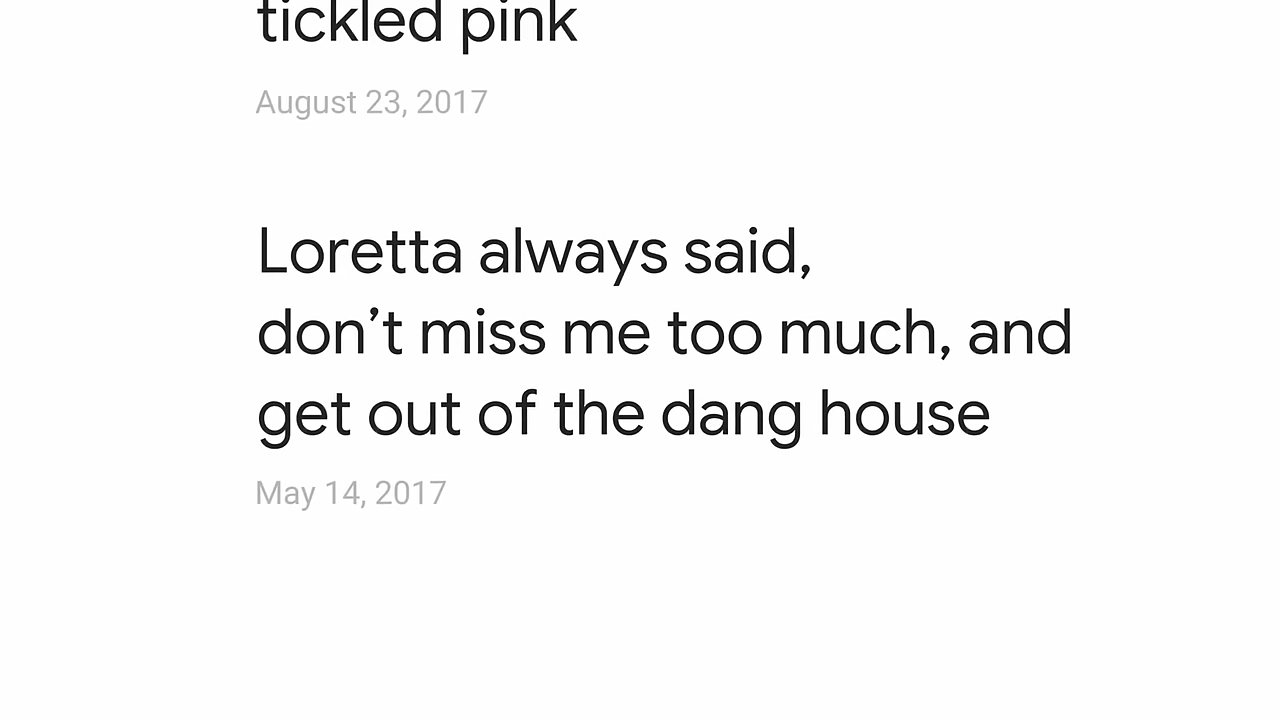 tickled pink
August 23, 2017
Loretta always said,
don’t miss me too much, and
get out of the dang house
May 14, 2017